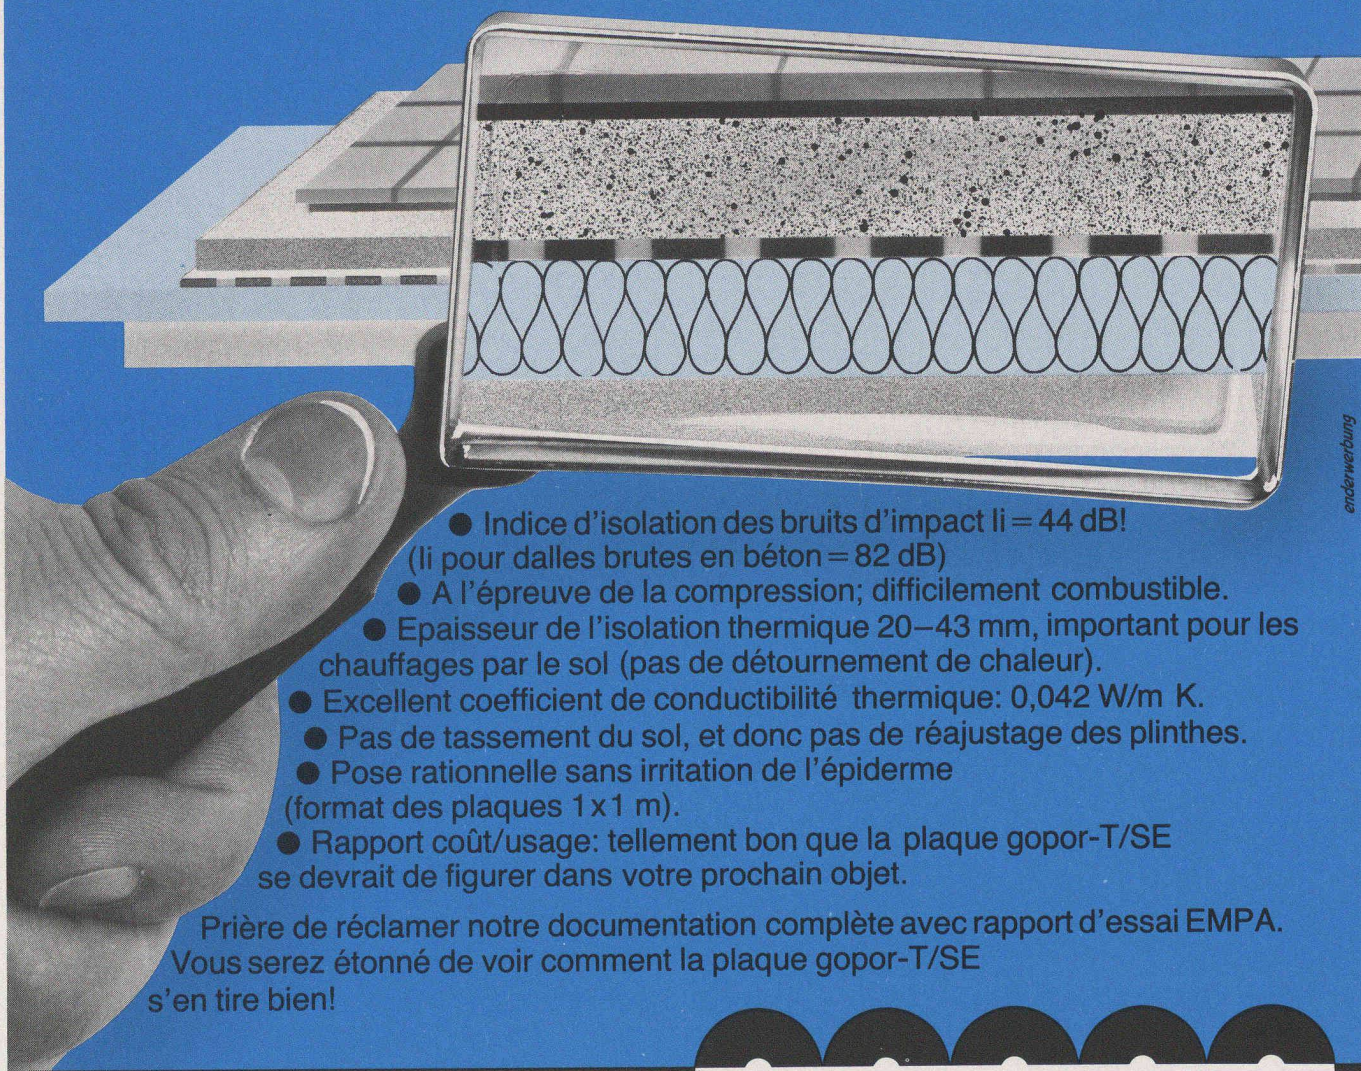 ● Indice d'isolation des bruits d'impact Ii = 44 dB!
(Ii pour dalles brutes en béton = 82 dB)
● A l'épreuve de la compression; difficilement combustible.
● Epaisseur de l'isolation thermique 20–43 mm, important pour les
chauffages par le sol (pas de détournement de chaleur).
● Excellent coefficient de conductibilité thermique: 0,042 W/m K.
● Pas de tassement du sol, et donc pas de réajustage des plinthes.
● Pose rationnelle sans irritation de l'épiderme
(format des plaques 1x1 m).
● Rapport coût/usage: tellement bon que la plaque gopor-T/SE
se devrait de figurer dans votre prochain objet.
Prière de réclamer notre documentation complète avec rapport d'essai EMPA.
Vous serez étonné de voir comment la plaque gopor-T/SE
s'en tire bien!
enderwerbung